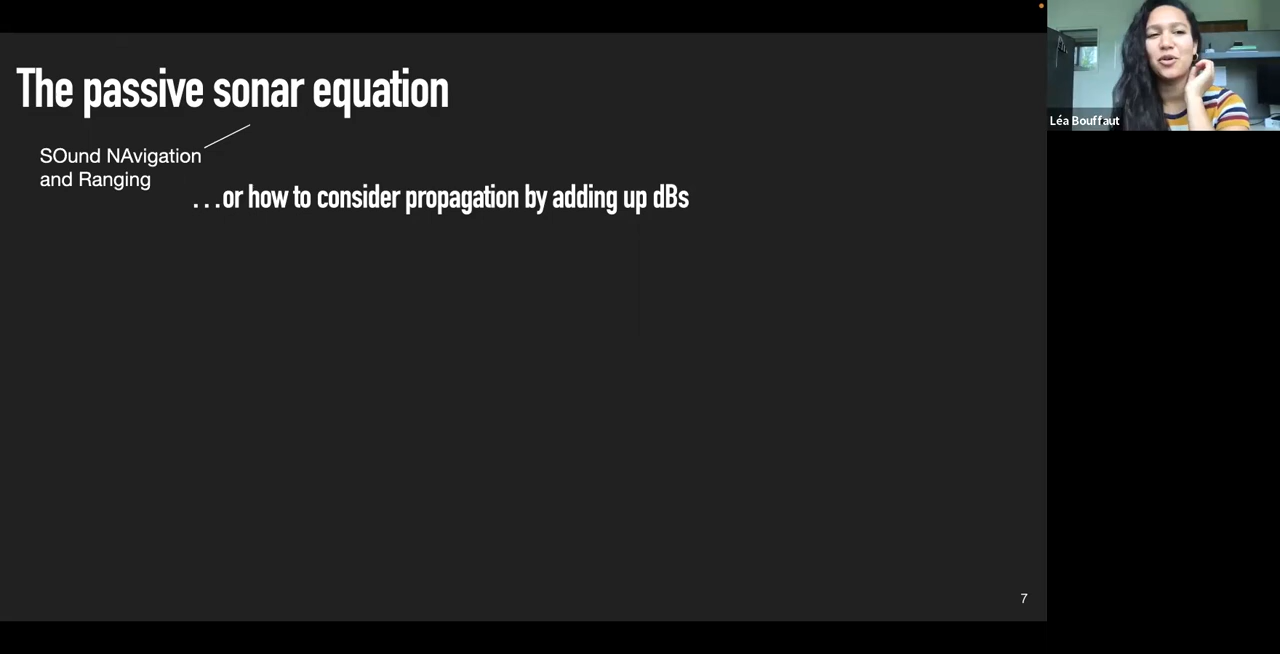 The passive sonar equation
SOund NAvigation
and Ranging
...or how to consider propagation by adding up dBs
7
Léa Bouffaut